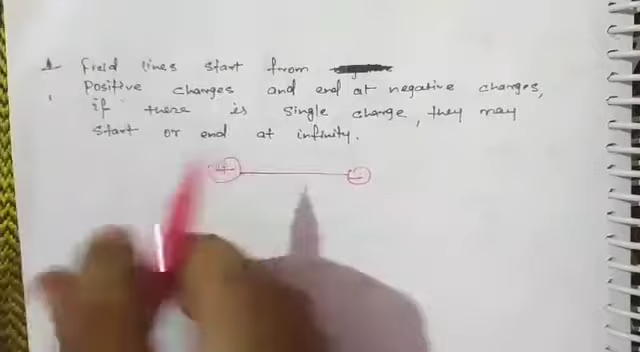 1 field lines start from
positive charges and end at negative charges,
if there is single charge, they may
start or end at infinity.
+ -